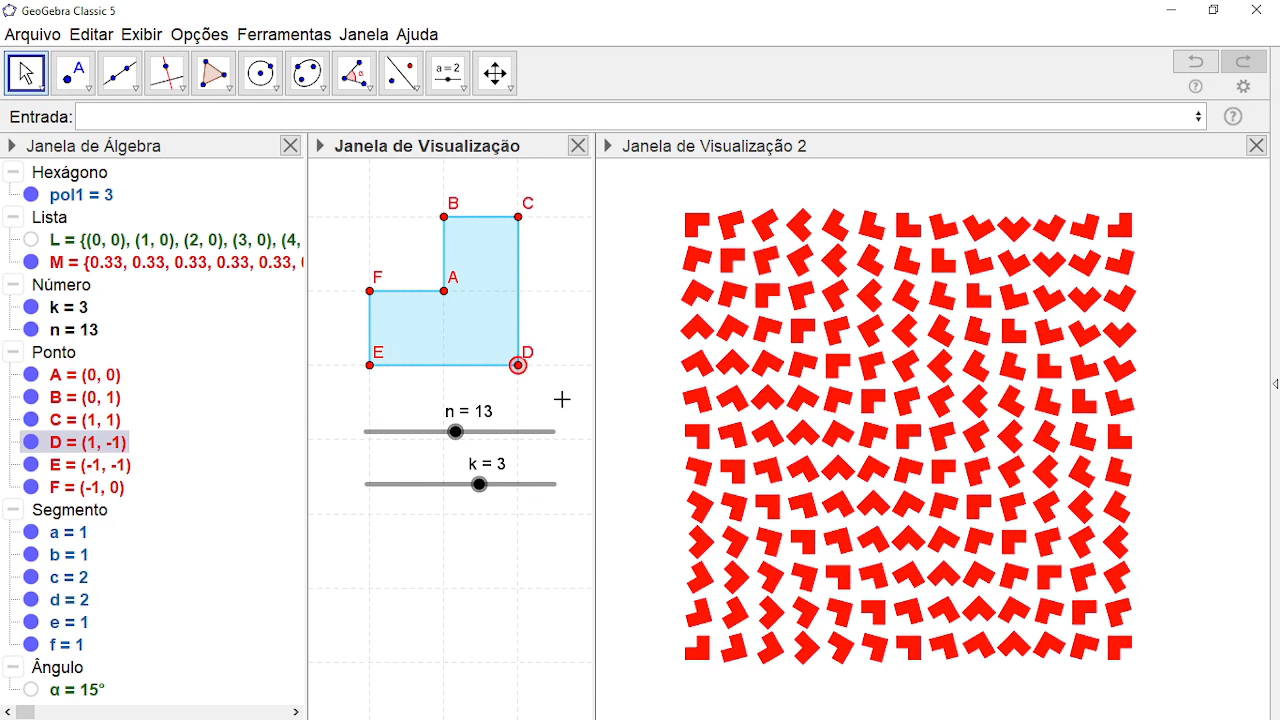 GeoGebra Classic 5
Arquivo Editar Exibir Opções Ferramentas Janela Ajuda
A
α
a=2
Entrada:
Janela de Álgebra
Hexágono
pol1 = 3
Lista
L = {(0, 0), (1, 0), (2, 0), (3, 0), (4,
M = {0.33, 0.33, 0.33, 0.33, 0.33,
Número
k = 3
n = 13
Ponto
A = (0, 0)
B = (0, 1)
C = (1, 1)
D = (1, -1)
E = (-1, -1)
F = (-1, 0)
Segmento
a = 1
b = 1
c = 2
d = 2
e = 1
f = 1
Ângulo
α = 15°
Janela de Visualização
B C
F A
E D
n = 13
k = 3
Janela de Visualização 2